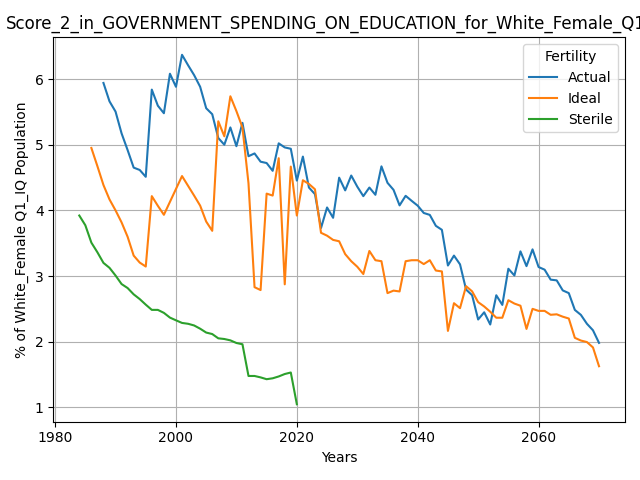 Score_2_in_GOVERNMENT_SPENDING_ON_EDUCATION_for_White_Female_Q1
Fertility
Actual
Ideal
Sterile
% of White_Female Q1_IQ Population
6
5
4
3
2
1
1980 2000 2020 2040 2060
Years